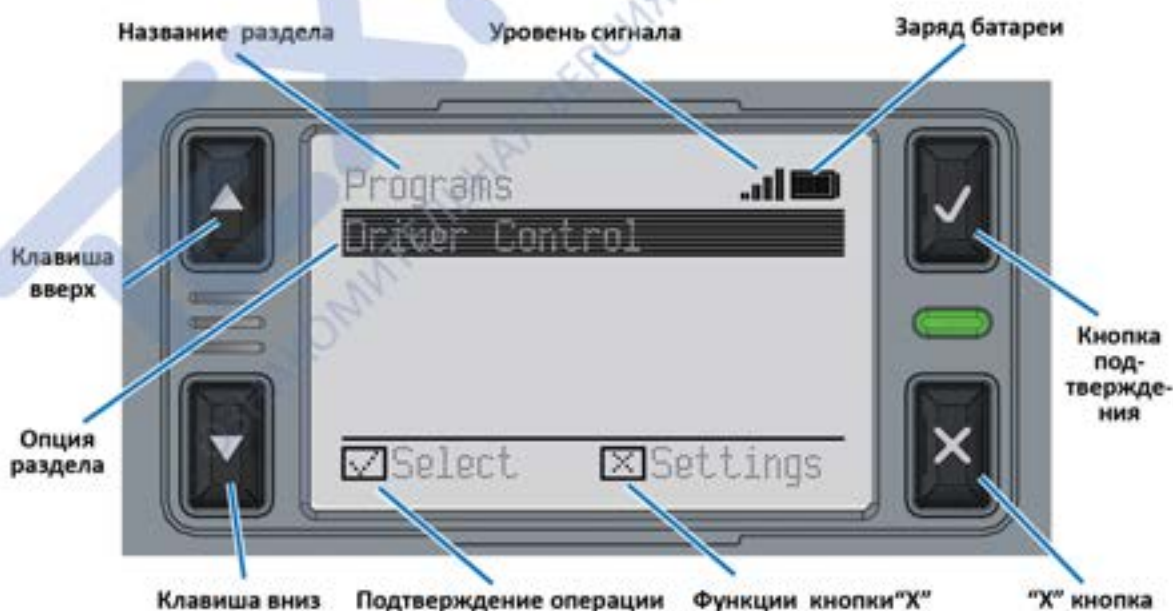 Название раздела
Уровень сигнала
Заряд батареи
Programs
Driver Control
Клавиша
вверх
Кнопка
под-
твержде-
ния
Опция
раздела
Select
Settings
Клавиша вниз
Подтверждение операции
Функции кнопки"X"
"X" кнопка